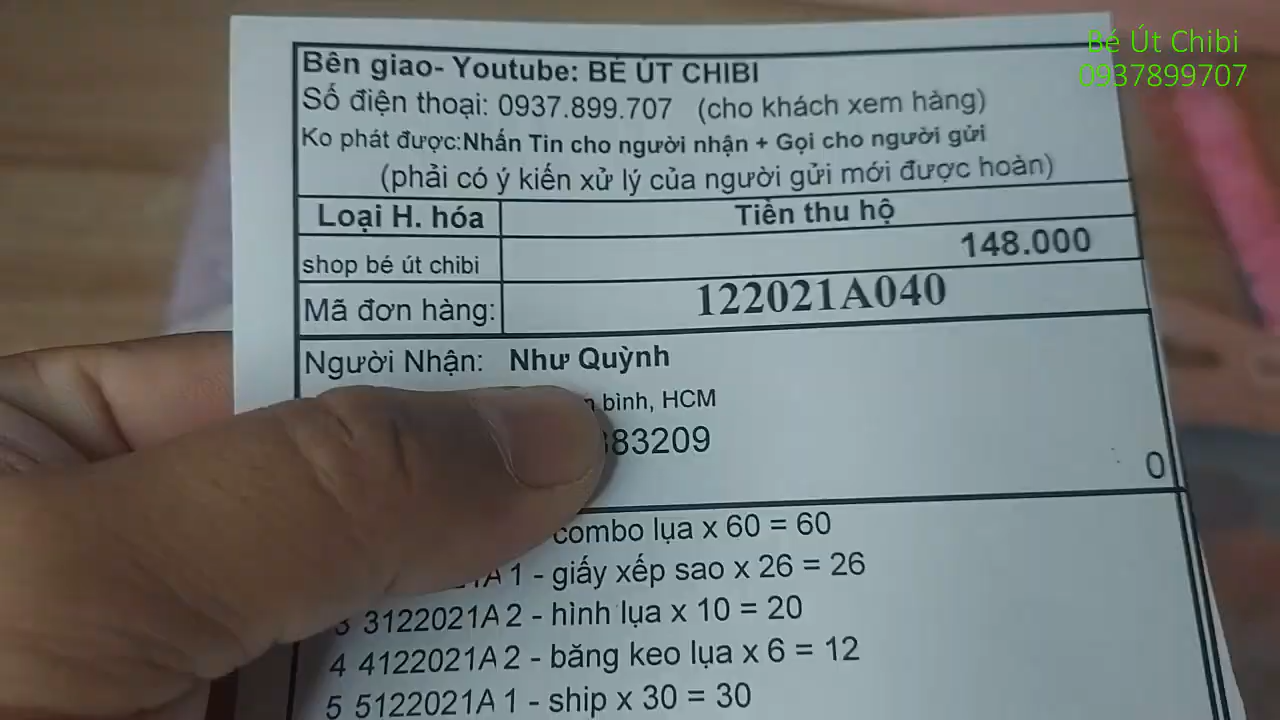 Bé Út Chibi
0937899707
Bên giao- Youtube: BÉ ÚT CHIBI
Số điện thoại: 0937.899.707 (cho khách xem hàng)
Ko phát được:Nhấn Tin cho người nhận + Gọi cho người gửi
(phải có ý kiến xử lý của người gửi mới được hoàn)
Loại H. hóa Tiền thu hộ
shop bé út chibi 148.000
Mã đơn hàng: 122021A040
Người Nhận: Như Quỳnh
bình, HCM
83209
0
combo lụa x 60 = 60
1 - giấy xếp sao x 26 = 26
3 3122021A 2 - hình lụa x 10 = 20
4 4122021A 2 - băng keo lụa x 6 = 12
5 5122021A 1 - ship x 30 = 30